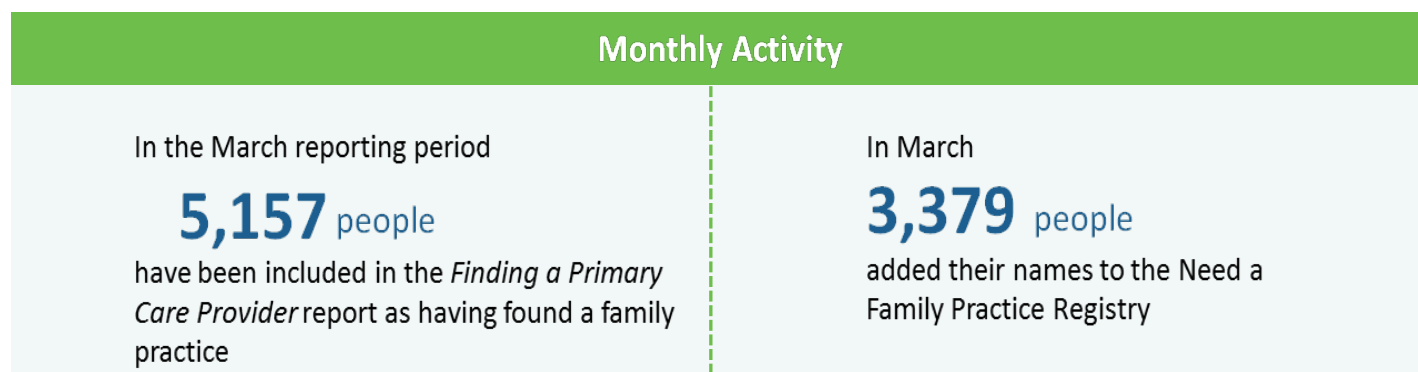 Monthly Activity
In the March reporting period
5,157 people
have been included in the Finding a Primary
Care Provider report as having found a family
practice
In March
3,379 people
added their names to the Need a
Family Practice Registry